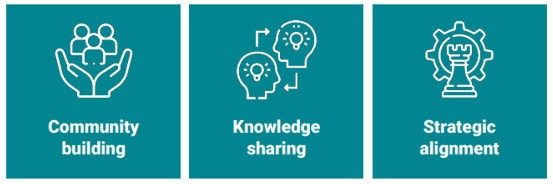 Community
building
Knowledge
sharing
Strategic
alignment